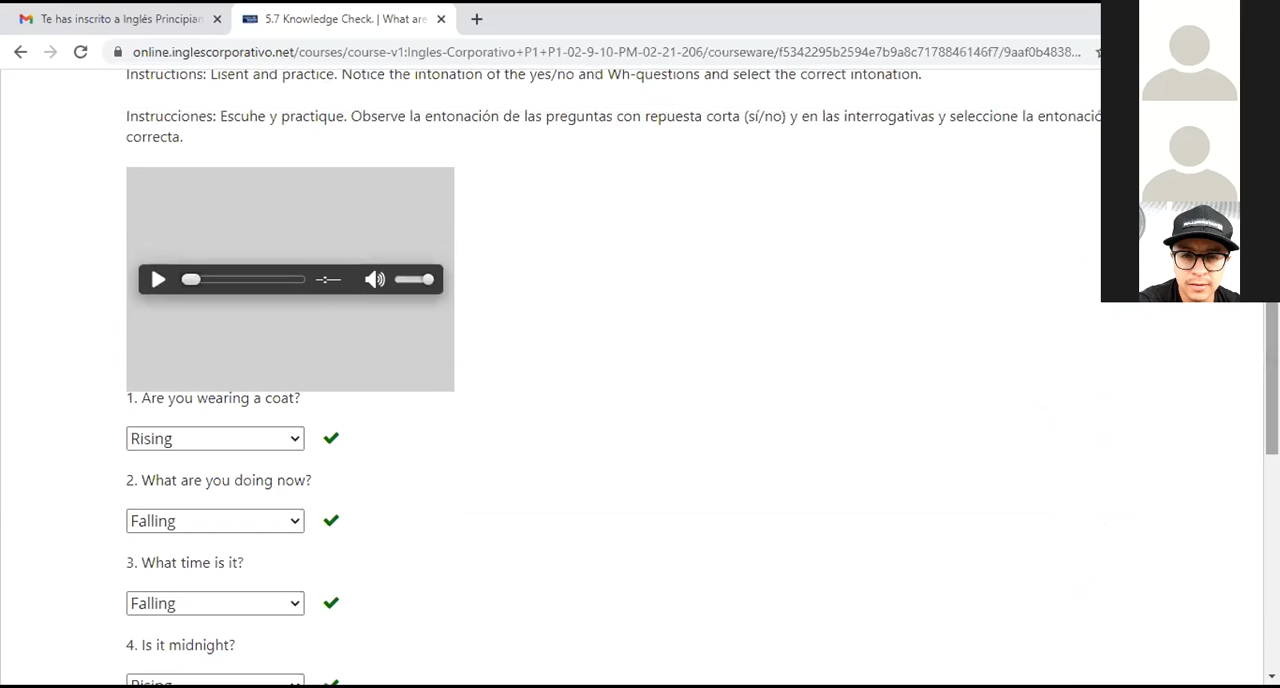 Te has inscrito a Inglés Principian
5.7 Knowledge Check. | What are
online.inglescorporativo.net/courses/course-v1:Ingles-Corporativo+P1+P1-02-9-10-PM-02-21-206/courseware/f5342295b2594e7b9a8c7178846146f7/9aaf0b4838...
Instructions: Lisent and practice. Notice the intonation of the yes/no and Wh-questions and select the correct intonation.
Instrucciones: Escuhe y practique. Observe la entonación de las preguntas con repuesta corta (sí/no) y en las interrogativas y seleccione la entonació
correcta.
-:-
1. Are you wearing a coat?
Rising
2. What are you doing now?
Falling
3. What time is it?
Falling
4. Is it midnight?
Rising